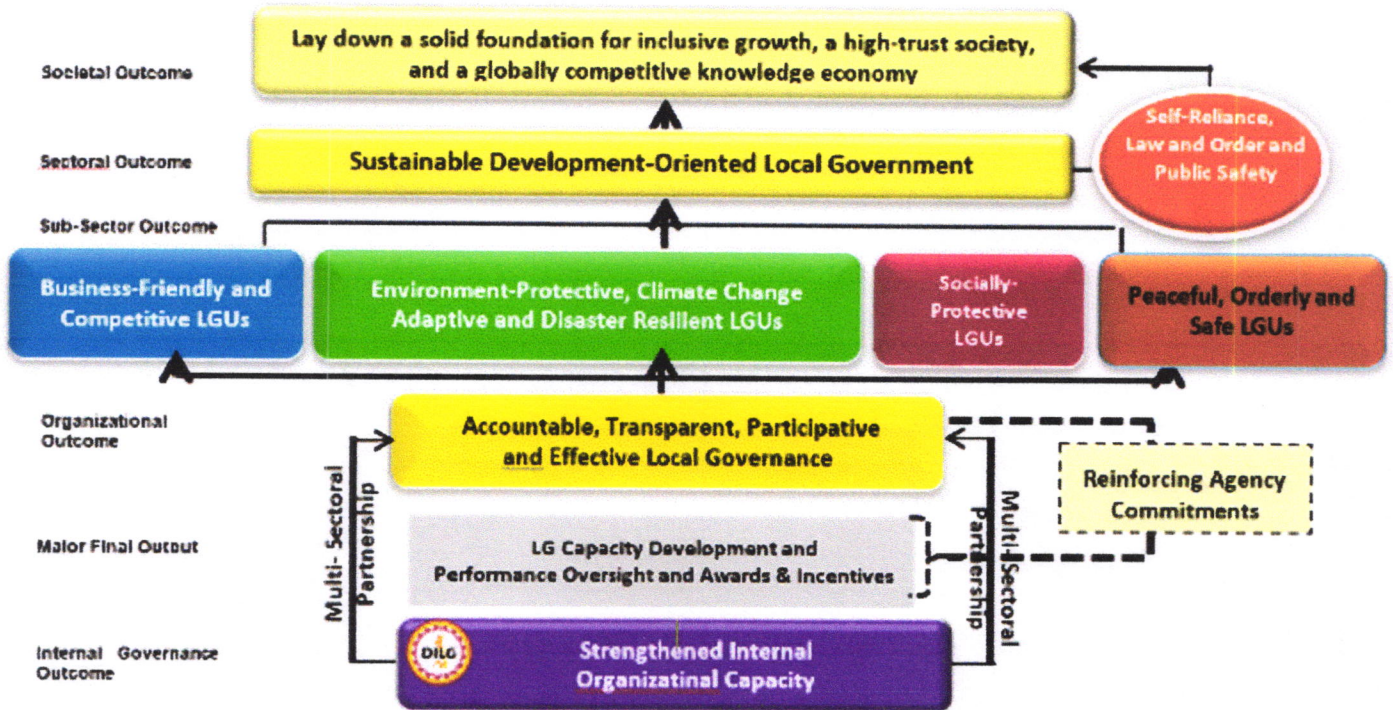 Societal Outcome
Lay down a solid foundation for inclusive growth, a high-trust society,
and a globally competitive knowledge economy
Self-Reliance,
Law and Order and
Public Safety
Sectoral Outcome
Sustainable Development-Oriented Local Government
Sub-Sector Outcome
Business-Friendly and
Competitive LGUs
Environment-Protective, Climate Change
Adaptive and Disaster Resilient LGUs
Socially-
Protective
LGUs
Peaceful, Orderly and
Safe LGUs
Organizational
Outcome
Accountable, Transparent, Participative
and Effective Local Governance
Multi- Sectoral
Partnership
Multi-Sectoral
Partnership
Reinforcing Agency
Commitments
Major Final Output
LG Capacity Development and
Performance Oversight and Awards & Incentives
Internal Governance
Outcome
DILG
Strengthened Internal
Organizatinal Capacity